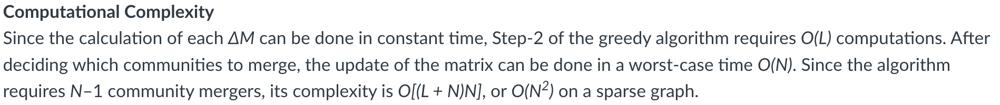 Computational Complexity
Since the calculation of each ΔM can be done in constant time, Step-2 of the greedy algorithm requires O(L) computations. After
deciding which communities to merge, the update of the matrix can be done in a worst-case time O(N). Since the algorithm
requires N−1 community mergers, its complexity is O[(L + N)N], or O(N²) on a sparse graph.